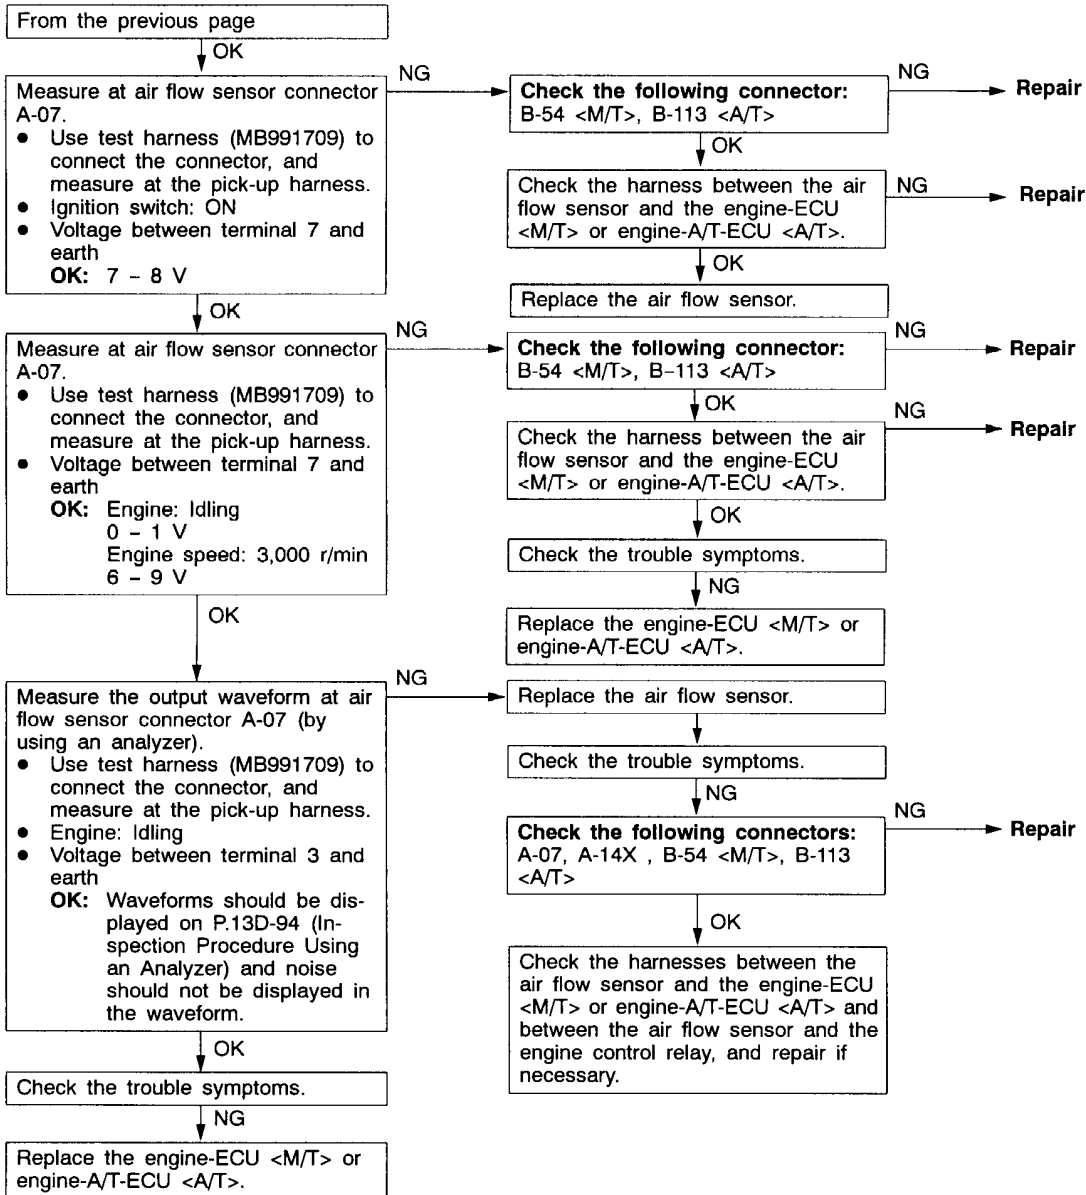 From the previous page
OK
Measure at air flow sensor connector
A-07.
● Use test harness (MB991709) to
connect the connector, and
measure at the pick-up harness.
● Ignition switch: ON
● Voltage between terminal 7 and
earth
OK: 7 – 8 V
NG
Check the following connector:
B-54 <M/T>, B-113 <A/T>
NG
Repair
OK
Check the harness between the air
flow sensor and the engine-ECU
<M/T> or engine-A/T-ECU <A/T>.
NG
Repair
OK
Replace the air flow sensor.
OK
Measure at air flow sensor connector
A-07.
● Use test harness (MB991709) to
connect the connector, and
measure at the pick-up harness.
● Voltage between terminal 7 and
earth
OK: Engine: Idling
0 – 1 V
Engine speed: 3,000 r/min
6 – 9 V
NG
Check the following connector:
B-54 <M/T>, B–113 <A/T>
NG
Repair
OK
Check the harness between the air
flow sensor and the engine-ECU
<M/T> or engine-A/T-ECU <A/T>.
NG
Repair
OK
Check the trouble symptoms.
NG
Replace the engine-ECU <M/T> or
engine-A/T-ECU <A/T>.
OK
Measure the output waveform at air
flow sensor connector A-07 (by
using an analyzer).
● Use test harness (MB991709) to
connect the connector, and
measure at the pick-up harness.
● Engine: Idling
● Voltage between terminal 3 and
earth
OK: Waveforms should be dis-
played on P.13D-94 (In-
spection Procedure Using
an Analyzer) and noise
should not be displayed in
the waveform.
NG
Replace the air flow sensor.
Check the trouble symptoms.
NG
Check the following connectors:
A-07, A-14X , B-54 <M/T>, B-113
<A/T>
NG
Repair
OK
Check the harnesses between the
air flow sensor and the engine-ECU
<M/T> or engine-A/T-ECU <A/T> and
between the air flow sensor and the
engine control relay, and repair if
necessary.
OK
Check the trouble symptoms.
NG
Replace the engine-ECU <M/T> or
engine-A/T-ECU <A/T>.